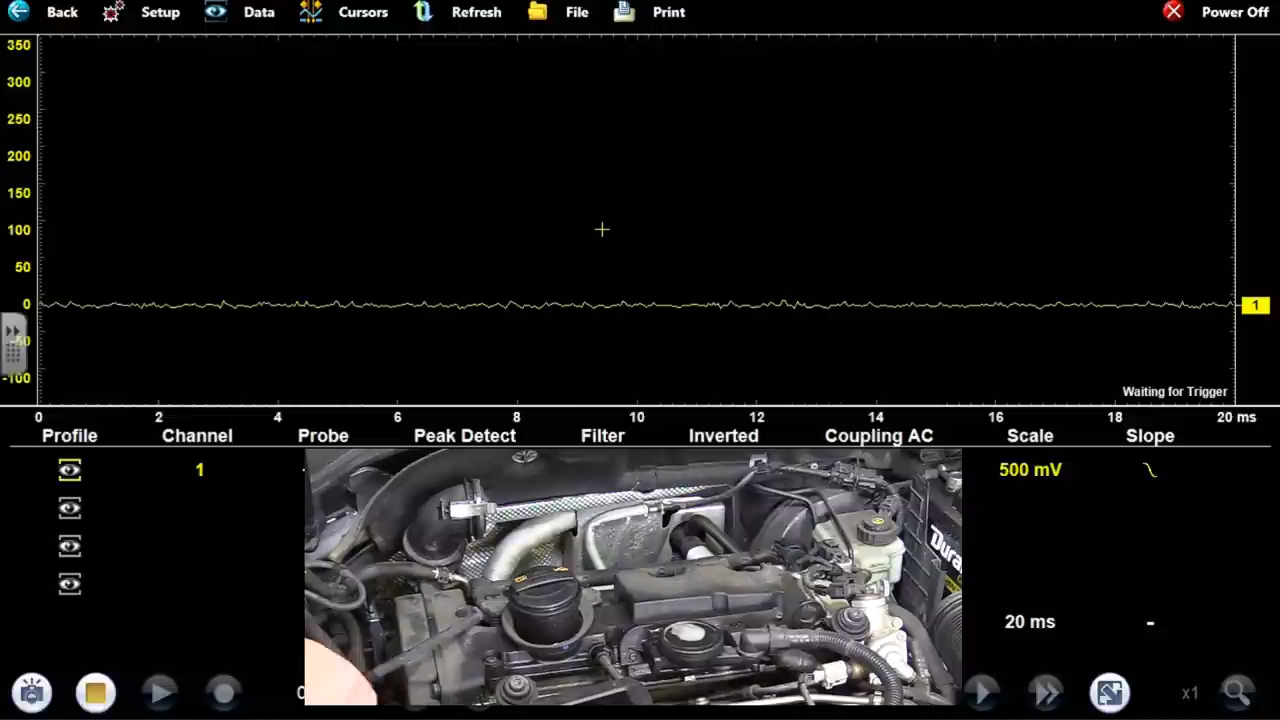 Back Setup Data Cursors Refresh File Print Power Off
350
300
250
200
150
100
50
0
-100
1
Waiting for Trigger
0 2 4 6 8 10 12 14 16 18 20 ms
Profile Channel Probe Peak Detect Filter Inverted Coupling AC Scale Slope
1 500 mV
20 ms -
x1